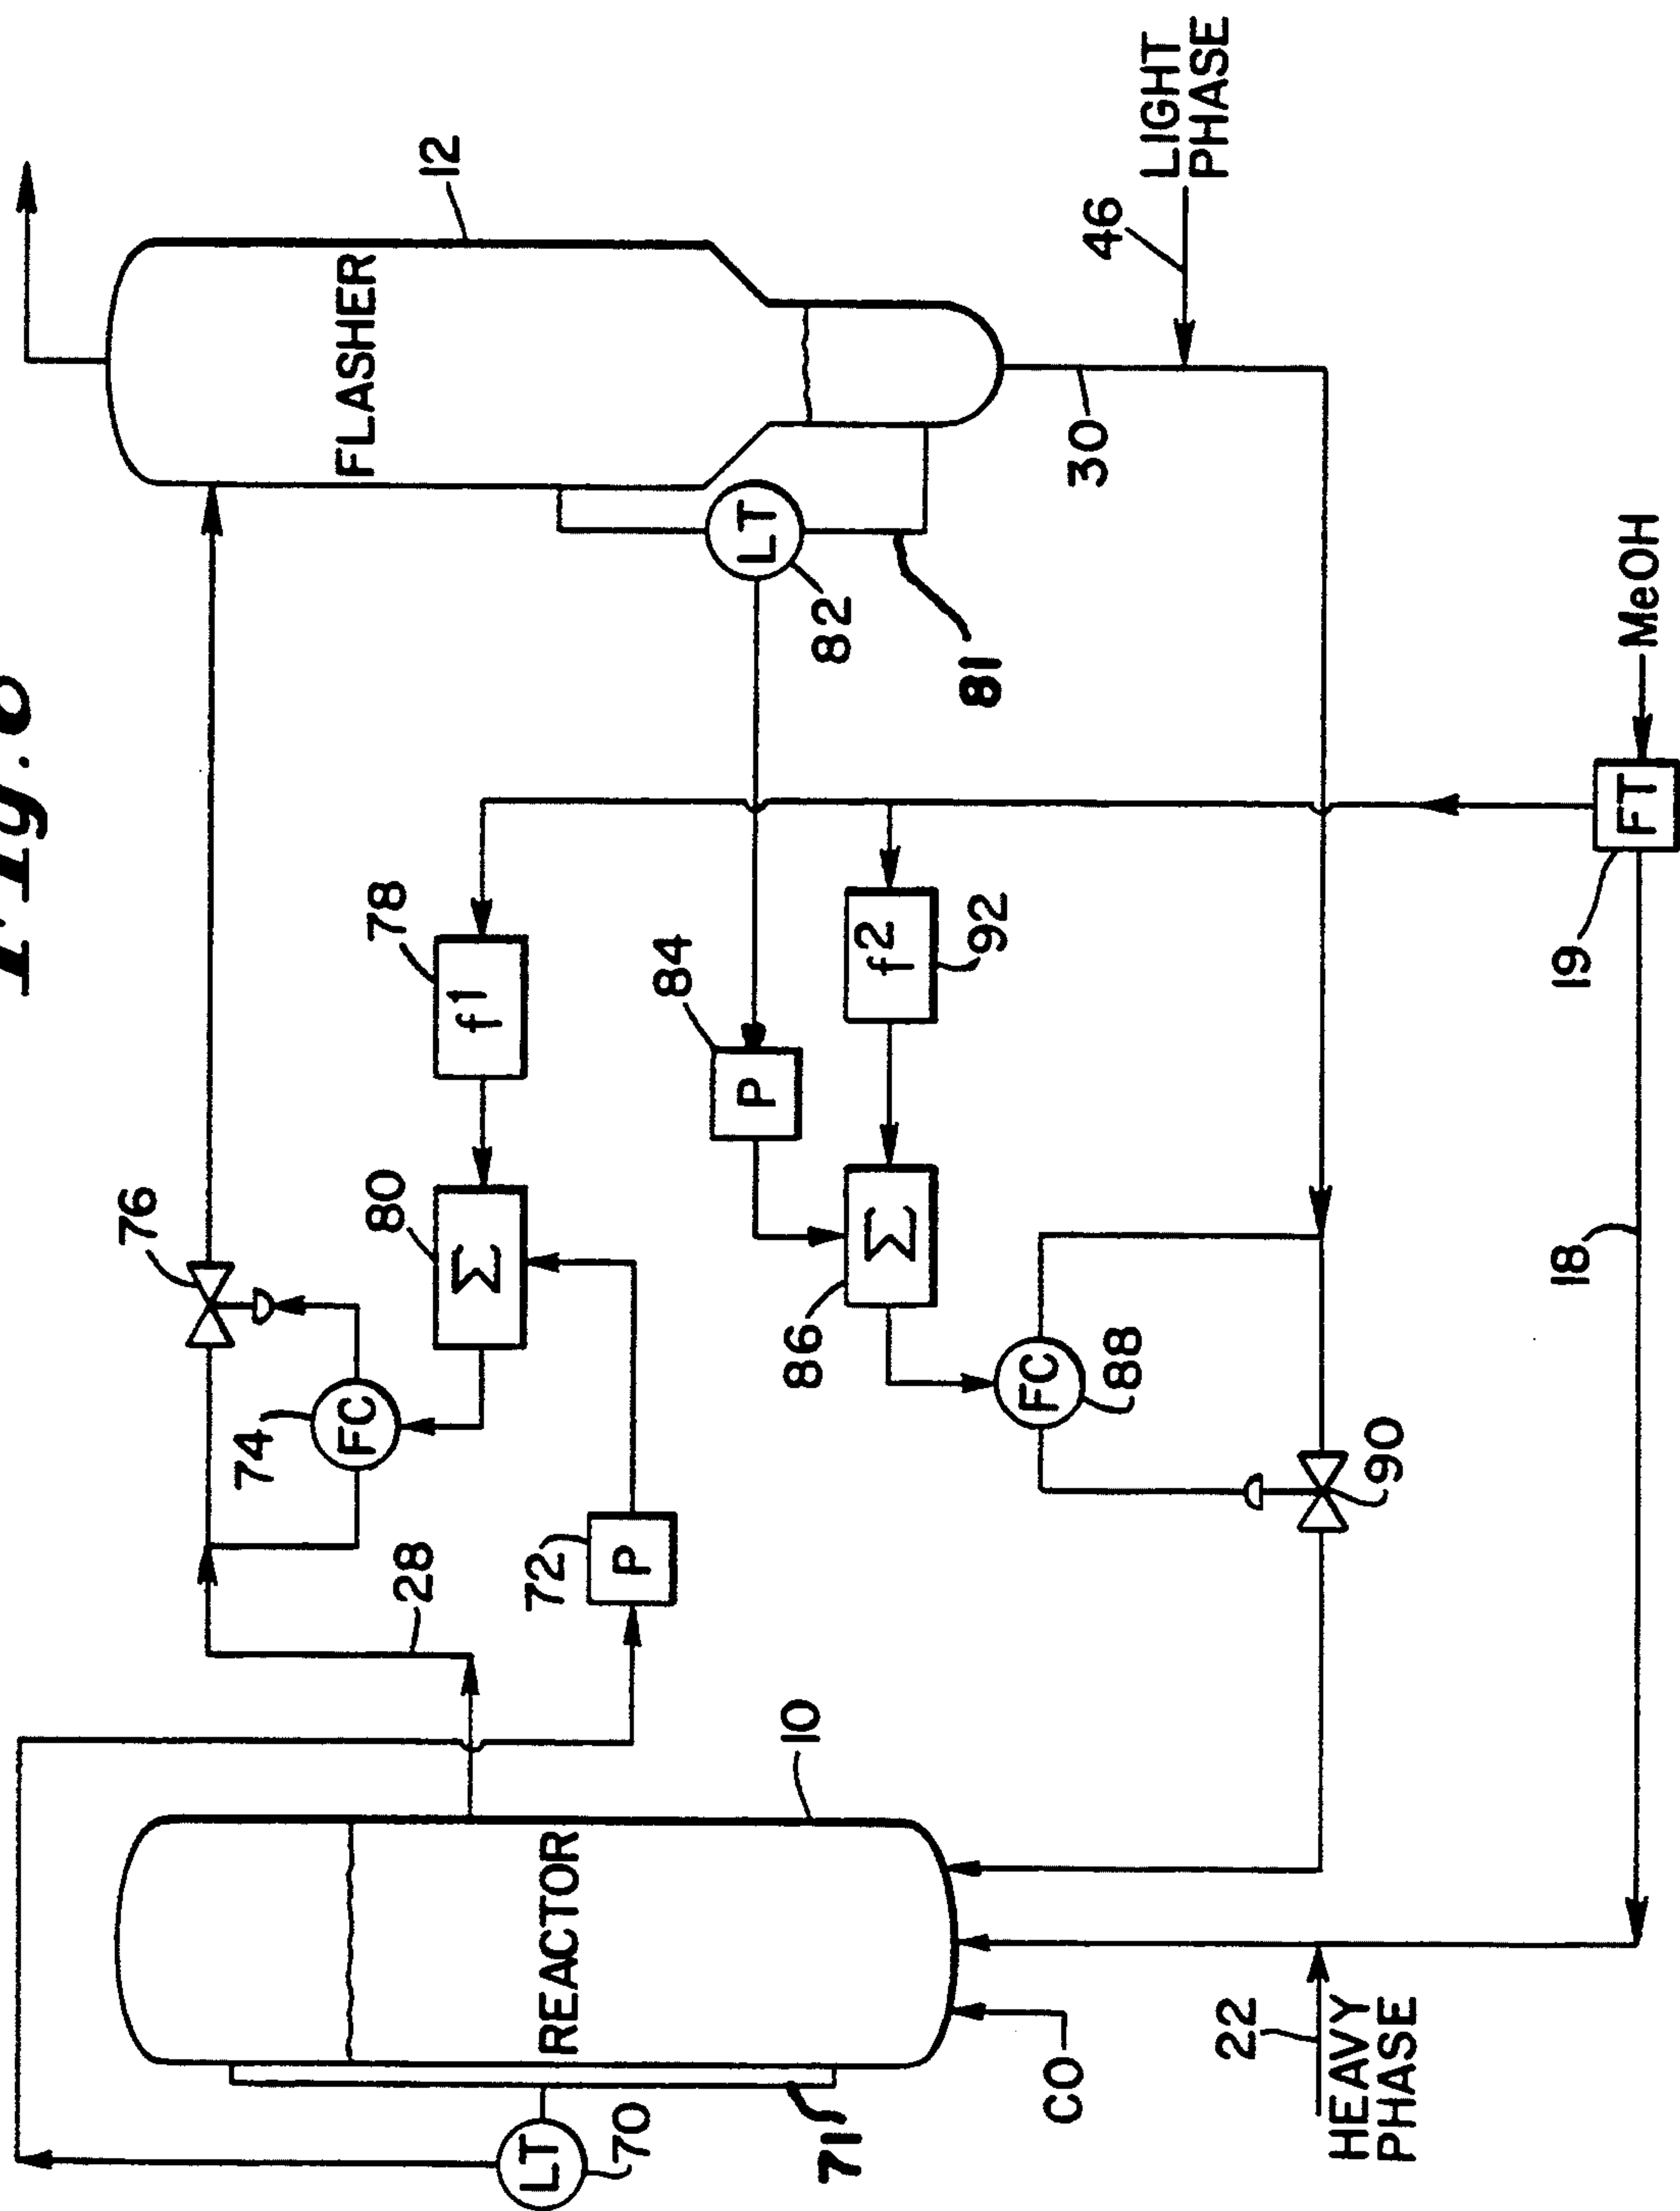 Fig. 8
12
FLASHER
76
74
FC
28
80
Σ
78
f1
72
P
LT
82
81
84
P
f2
92
Σ
86
FC
88
90
30
46
LIGHT
PHASE
10
REACTOR
LT
70
71
CO
22
HEAVY
PHASE
18
19
FT
MeOH